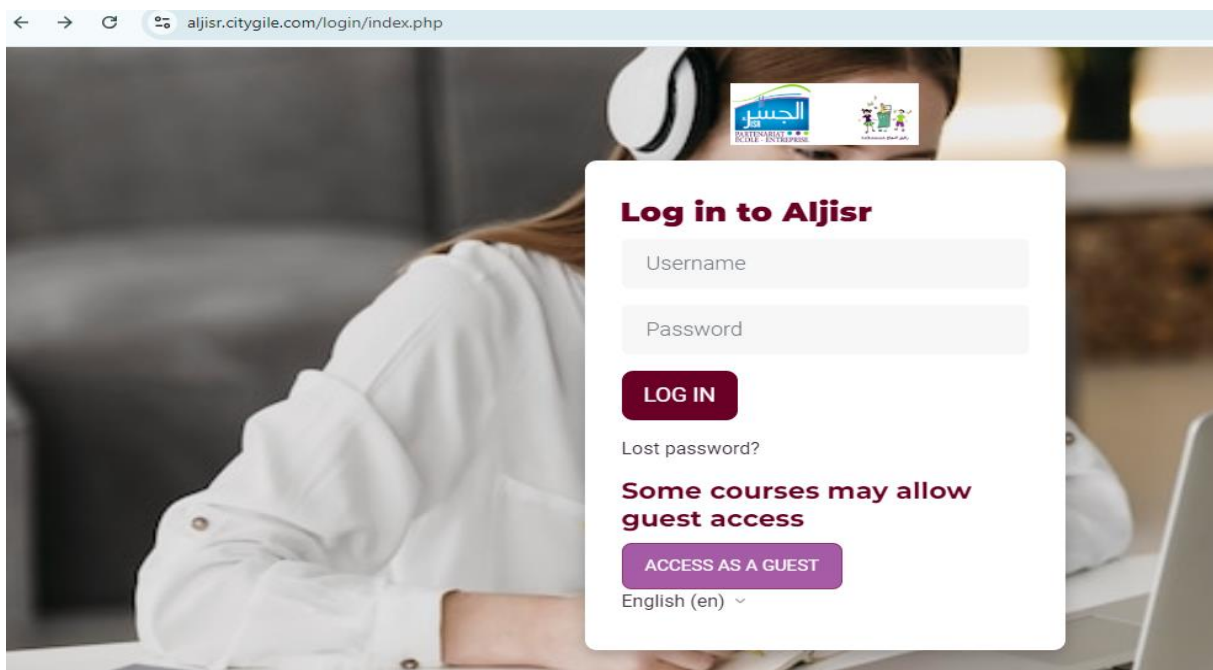 aljisr.citygile.com/login/index.php
الجسر
PARTENARIAT
ECOLE - ENTREPRISE
Log in to Aljisr
Username
Password
LOG IN
Lost password?
Some courses may allow
guest access
ACCESS AS A GUEST
English (en)